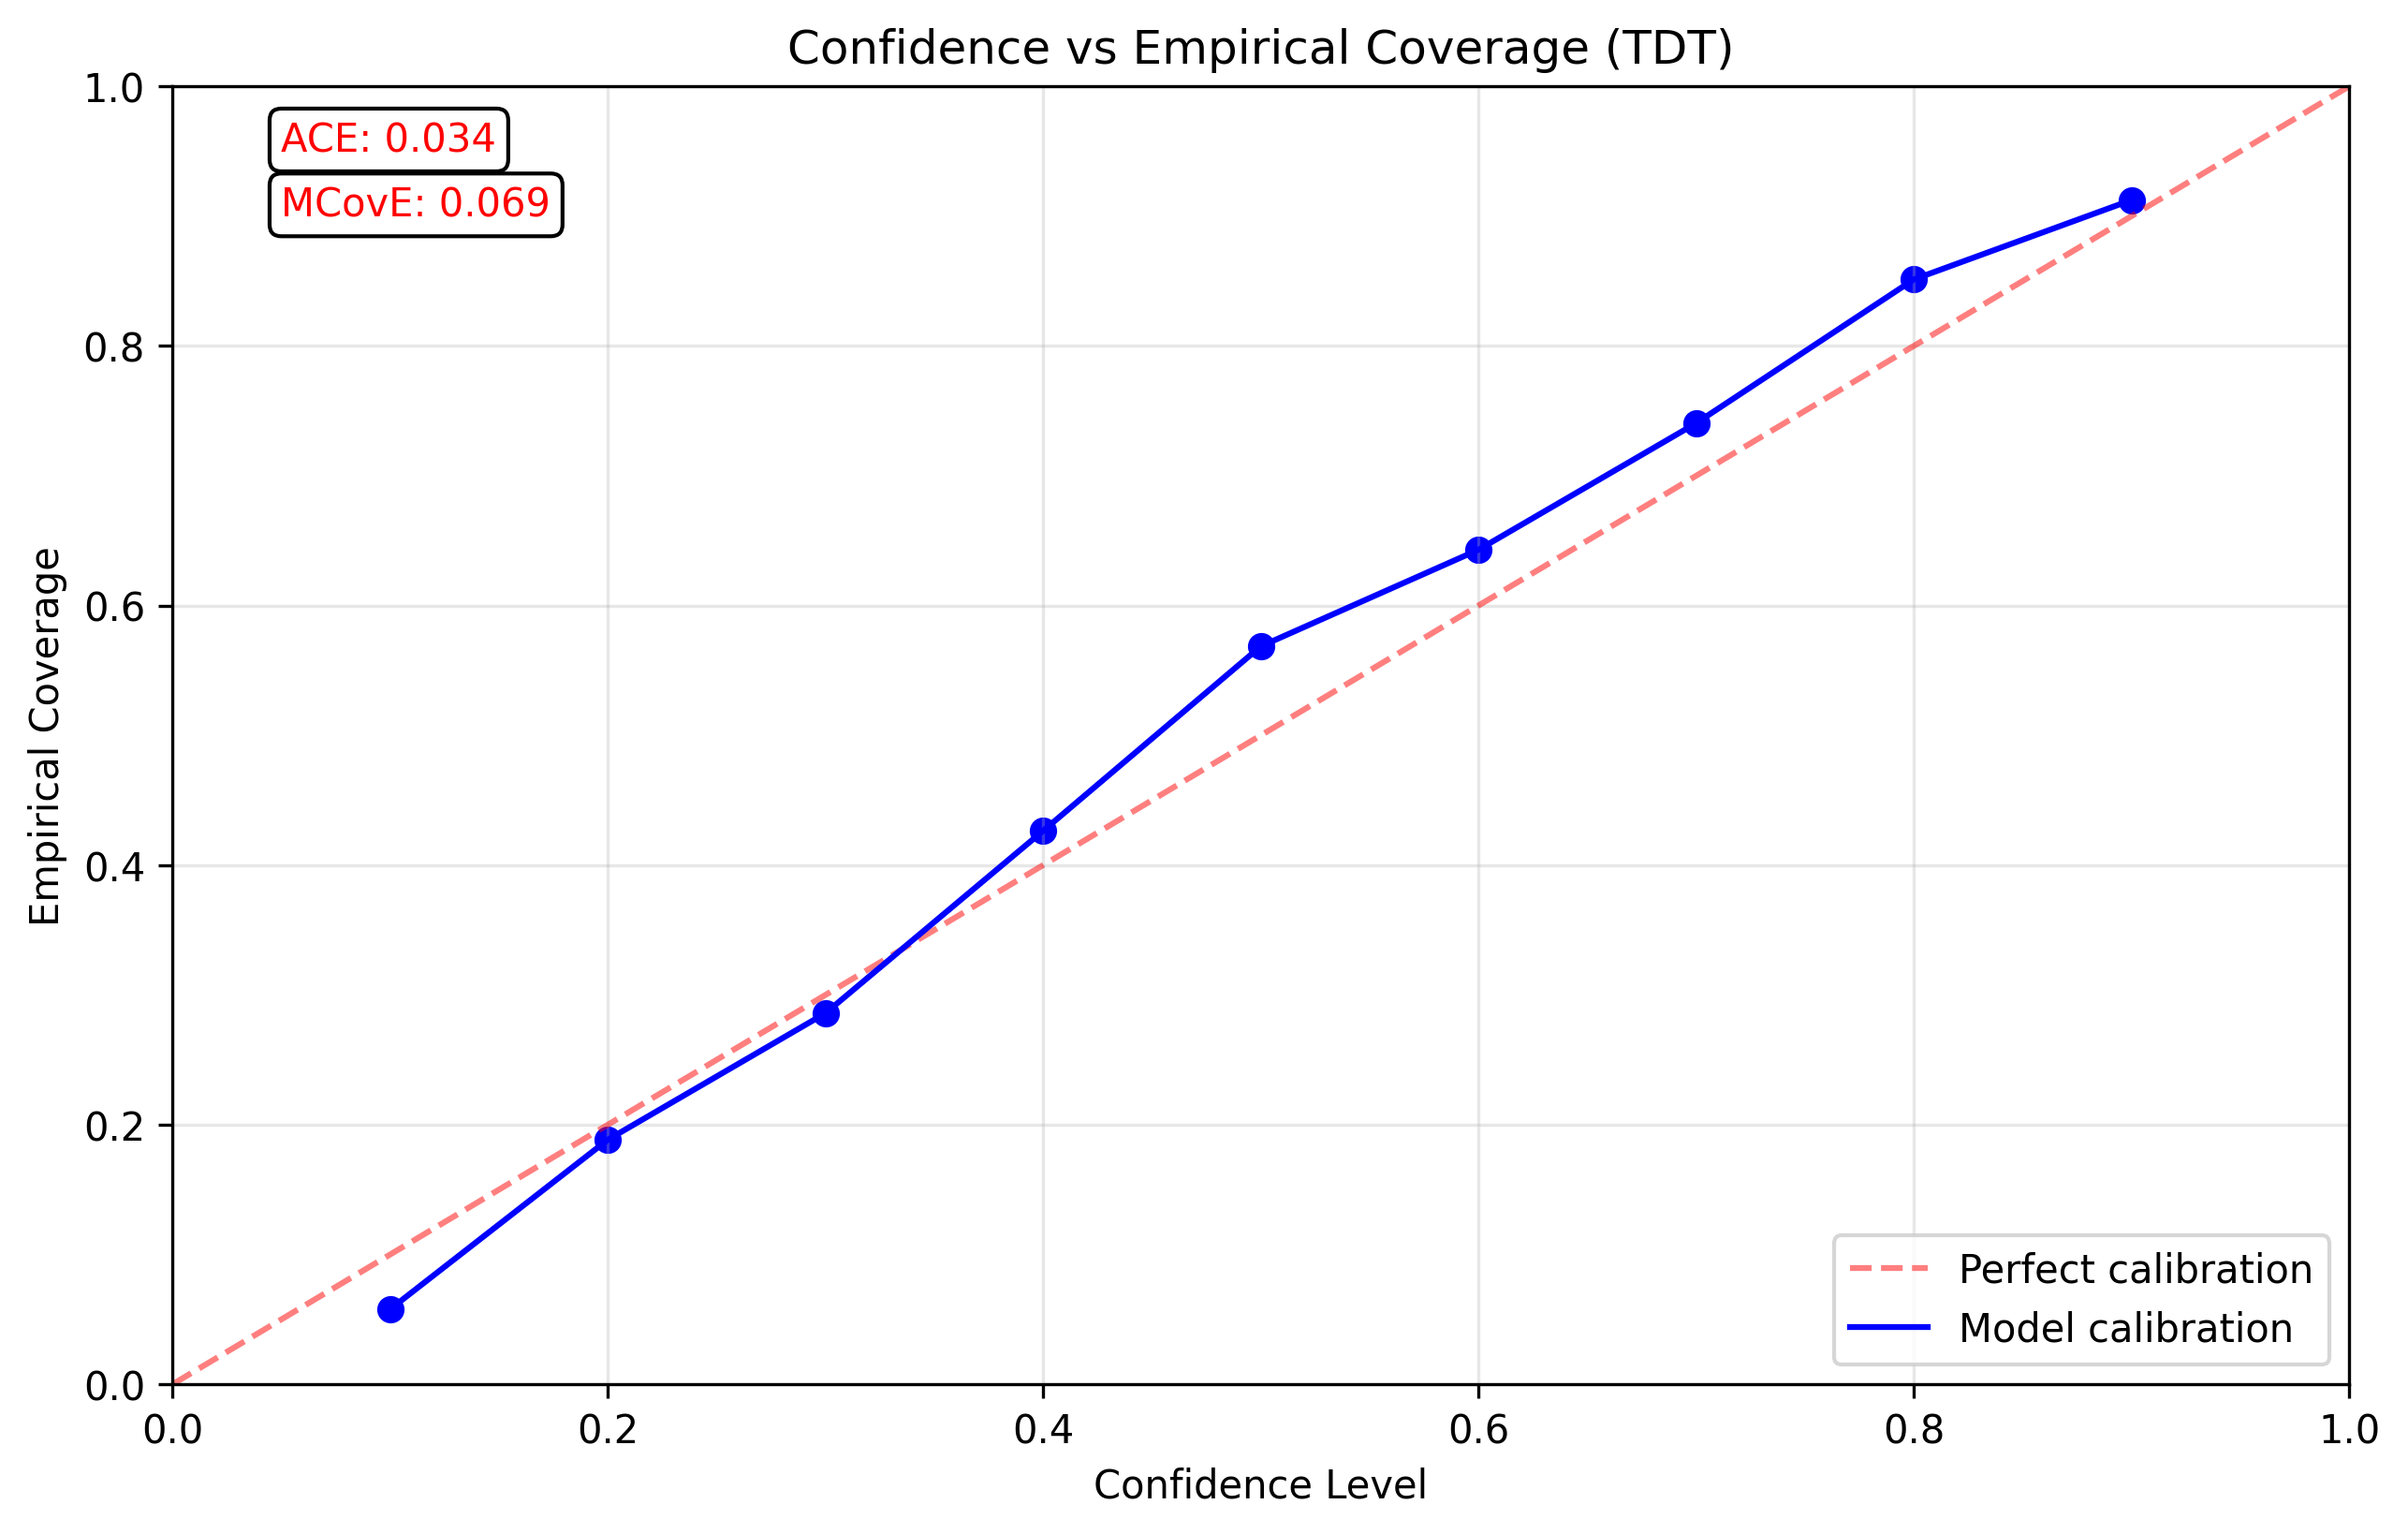 Confidence vs Empirical Coverage (TDT)
ACE: 0.034
MCovE: 0.069
1.0
0.8
0.6
0.4
0.2
0.0
Empirical Coverage
0.0 0.2 0.4 0.6 0.8 1.0
Confidence Level
Perfect calibration
Model calibration